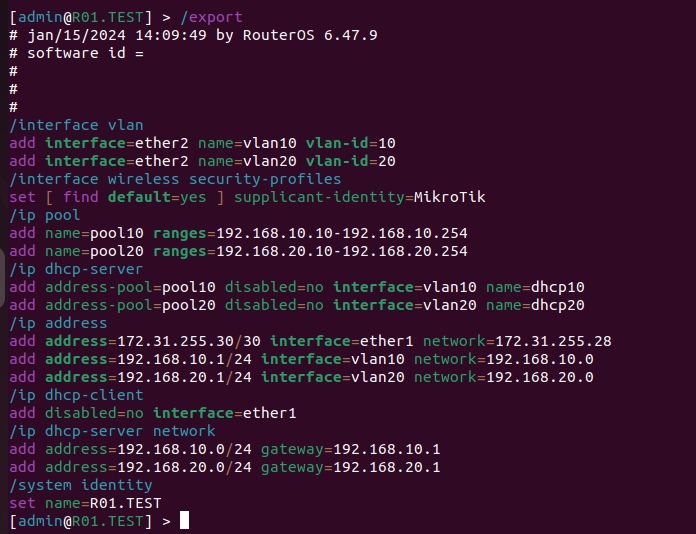 [admin@R01.TEST] > /export
# jan/15/2024 14:09:49 by RouterOS 6.47.9
# software id =
#
#
#
/interface vlan
add interface=ether2 name=vlan10 vlan-id=10
add interface=ether2 name=vlan20 vlan-id=20
/interface wireless security-profiles
set [ find default=yes ] supplicant-identity=MikroTik
/ip pool
add name=pool10 ranges=192.168.10.10-192.168.10.254
add name=pool20 ranges=192.168.20.10-192.168.20.254
/ip dhcp-server
add address-pool=pool10 disabled=no interface=vlan10 name=dhcp10
add address-pool=pool20 disabled=no interface=vlan20 name=dhcp20
/ip address
add address=172.31.255.30/30 interface=ether1 network=172.31.255.28
add address=192.168.10.1/24 interface=vlan10 network=192.168.10.0
add address=192.168.20.1/24 interface=vlan20 network=192.168.20.0
/ip dhcp-client
add disabled=no interface=ether1
/ip dhcp-server network
add address=192.168.10.0/24 gateway=192.168.10.1
add address=192.168.20.0/24 gateway=192.168.20.1
/system identity
set name=R01.TEST
[admin@R01.TEST] >